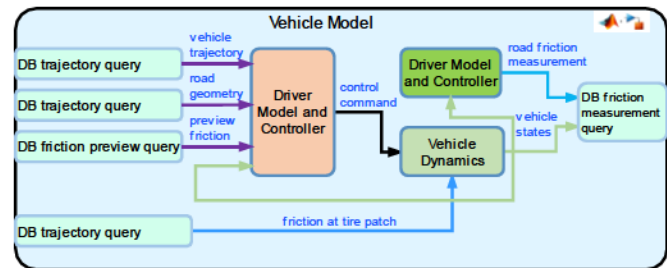 Vehicle Model
vehicle
trajectory
DB trajectory query
road
geometry
DB trajectory query
preview
friction
DB friction preview query
Driver
Model and
Controller
control
command
Driver Model
and Controller
road friction
measurement
DB friction
measurement
query
vehicle
states
Vehicle
Dynamics
DB trajectory query
friction at tire patch